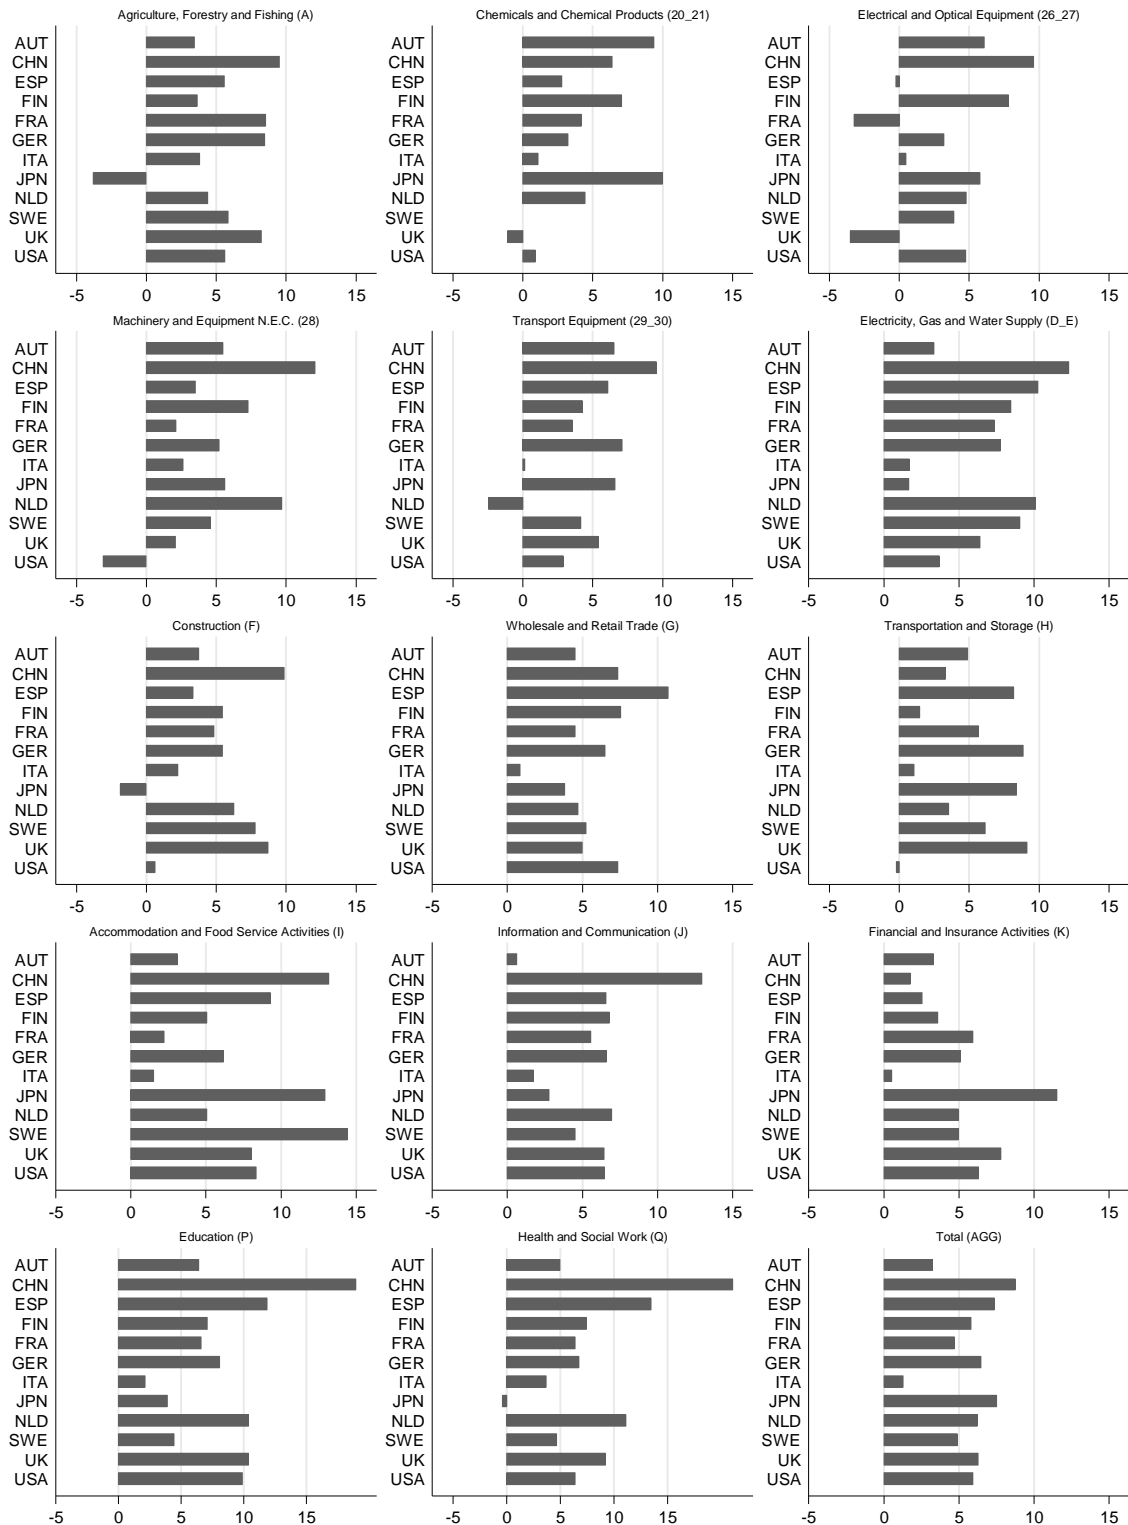 Agriculture, Forestry and Fishing (A)
AUT
CHN
ESP
FIN
FRA
GER
ITA
JPN
NLD
SWE
UK
USA
-5 0 5 10 15
Chemicals and Chemical Products (20_21)
AUT
CHN
ESP
FIN
FRA
GER
ITA
JPN
NLD
SWE
UK
USA
-5 0 5 10 15
Electrical and Optical Equipment (26_27)
AUT
CHN
ESP
FIN
FRA
GER
ITA
JPN
NLD
SWE
UK
USA
-5 0 5 10 15
Machinery and Equipment N.E.C. (28)
AUT
CHN
ESP
FIN
FRA
GER
ITA
JPN
NLD
SWE
UK
USA
-5 0 5 10 15
Transport Equipment (29_30)
AUT
CHN
ESP
FIN
FRA
GER
ITA
JPN
NLD
SWE
UK
USA
-5 0 5 10 15
Electricity, Gas and Water Supply (D_E)
AUT
CHN
ESP
FIN
FRA
GER
ITA
JPN
NLD
SWE
UK
USA
-5 0 5 10 15
Construction (F)
AUT
CHN
ESP
FIN
FRA
GER
ITA
JPN
NLD
SWE
UK
USA
-5 0 5 10 15
Wholesale and Retail Trade (G)
AUT
CHN
ESP
FIN
FRA
GER
ITA
JPN
NLD
SWE
UK
USA
-5 0 5 10 15
Transportation and Storage (H)
AUT
CHN
ESP
FIN
FRA
GER
ITA
JPN
NLD
SWE
UK
USA
-5 0 5 10 15
Accommodation and Food Service Activities (I)
AUT
CHN
ESP
FIN
FRA
GER
ITA
JPN
NLD
SWE
UK
USA
-5 0 5 10 15
Information and Communication (J)
AUT
CHN
ESP
FIN
FRA
GER
ITA
JPN
NLD
SWE
UK
USA
-5 0 5 10 15
Financial and Insurance Activities (K)
AUT
CHN
ESP
FIN
FRA
GER
ITA
JPN
NLD
SWE
UK
USA
-5 0 5 10 15
Education (P)
AUT
CHN
ESP
FIN
FRA
GER
ITA
JPN
NLD
SWE
UK
USA
-5 0 5 10 15
Health and Social Work (Q)
AUT
CHN
ESP
FIN
FRA
GER
ITA
JPN
NLD
SWE
UK
USA
-5 0 5 10 15
Total (AGG)
AUT
CHN
ESP
FIN
FRA
GER
ITA
JPN
NLD
SWE
UK
USA
-5 0 5 10 15